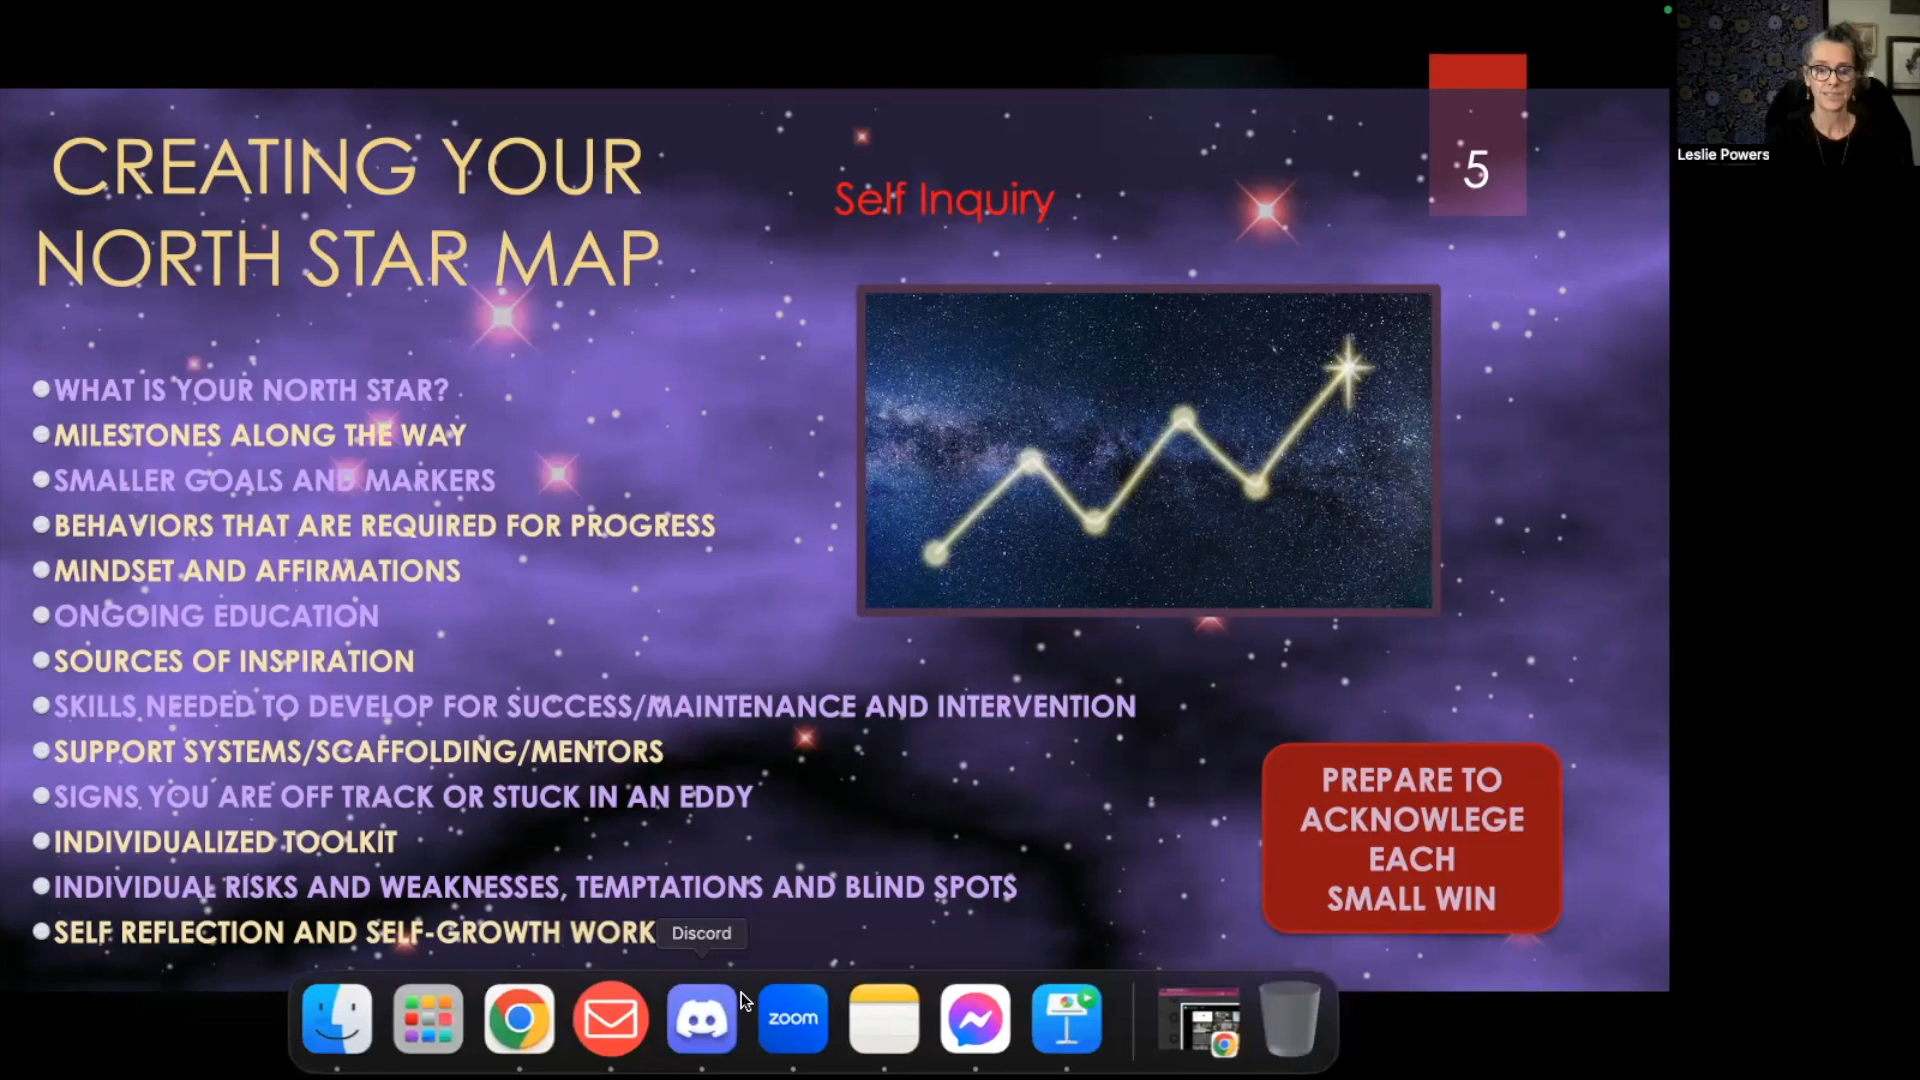 CREATING YOUR
NORTH STAR MAP
Self Inquiry
5
Leslie Powers
WHAT IS YOUR NORTH STAR?
MILESTONES ALONG THE WAY
SMALLER GOALS AND MARKERS
BEHAVIORS THAT ARE REQUIRED FOR PROGRESS
MINDSET AND AFFIRMATIONS
ONGOING EDUCATION
SOURCES OF INSPIRATION
SKILLS NEEDED TO DEVELOP FOR SUCCESS/MAINTENANCE AND INTERVENTION
SUPPORT SYSTEMS/SCAFFOLDING/MENTORS
SIGNS YOU ARE OFF TRACK OR STUCK IN AN EDDY
INDIVIDUALIZED TOOLKIT
INDIVIDUAL RISKS AND WEAKNESSES, TEMPTATIONS AND BLIND SPOTS
SELF REFLECTION AND SELF-GROWTH WORK
PREPARE TO
ACKNOWLEGE
EACH
SMALL WIN
Discord
zoom